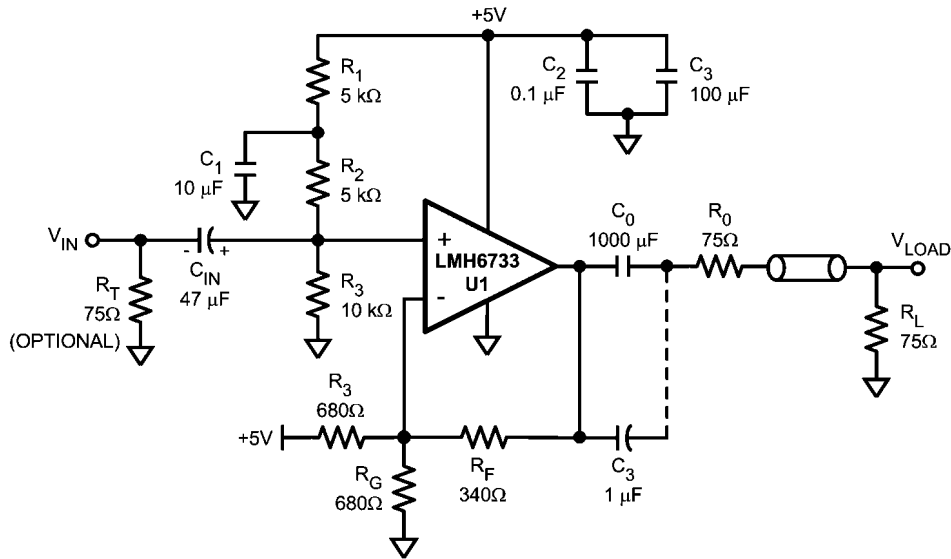 +5V
R1
5 kΩ
C2
0.1 µF
C3
100 µF
C1
10 µF
R2
5 kΩ
VIN
- +
CIN
47 µF
RT
75Ω
(OPTIONAL)
R3
10 kΩ
+
-
LMH6733
U1
C0
1000 µF
R0
75Ω
VLOAD
RL
75Ω
R3
680Ω
+5V
RG
680Ω
RF
340Ω
C3
1 µF